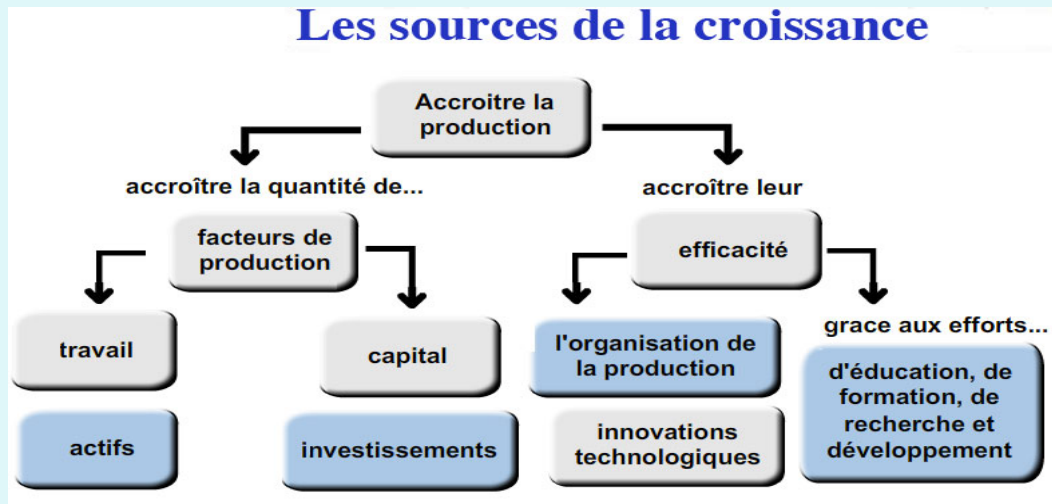 Les sources de la croissance
Accroitre la
production
accroître la quantité de...
accroître leur
facteurs de
production
efficacité
travail
capital
l'organisation de
la production
grace aux efforts...
d'éducation, de
formation, de
recherche et
développement
actifs
investissements
innovations
technologiques